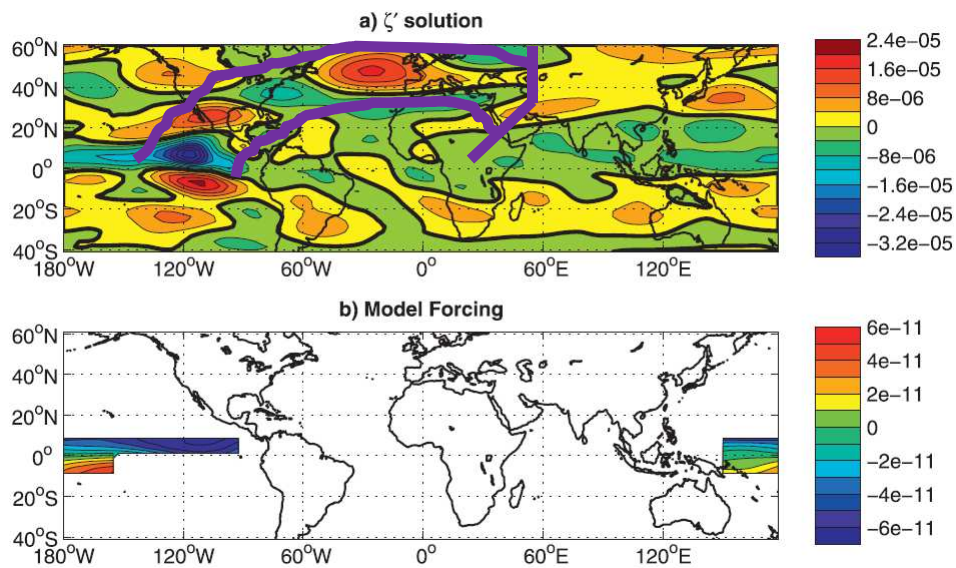 a) ζ′ solution
60°N
40°N
20°N
0°
20°S
40°S
180°W 120°W 60°W 0° 60°E 120°E
2.4e−05
1.6e−05
8e−06
0
−8e−06
−1.6e−05
−2.4e−05
−3.2e−05
b) Model Forcing
60°N
40°N
20°N
0°
20°S
40°S
180°W 120°W 60°W 0° 60°E 120°E
6e−11
4e−11
2e−11
0
−2e−11
−4e−11
−6e−11